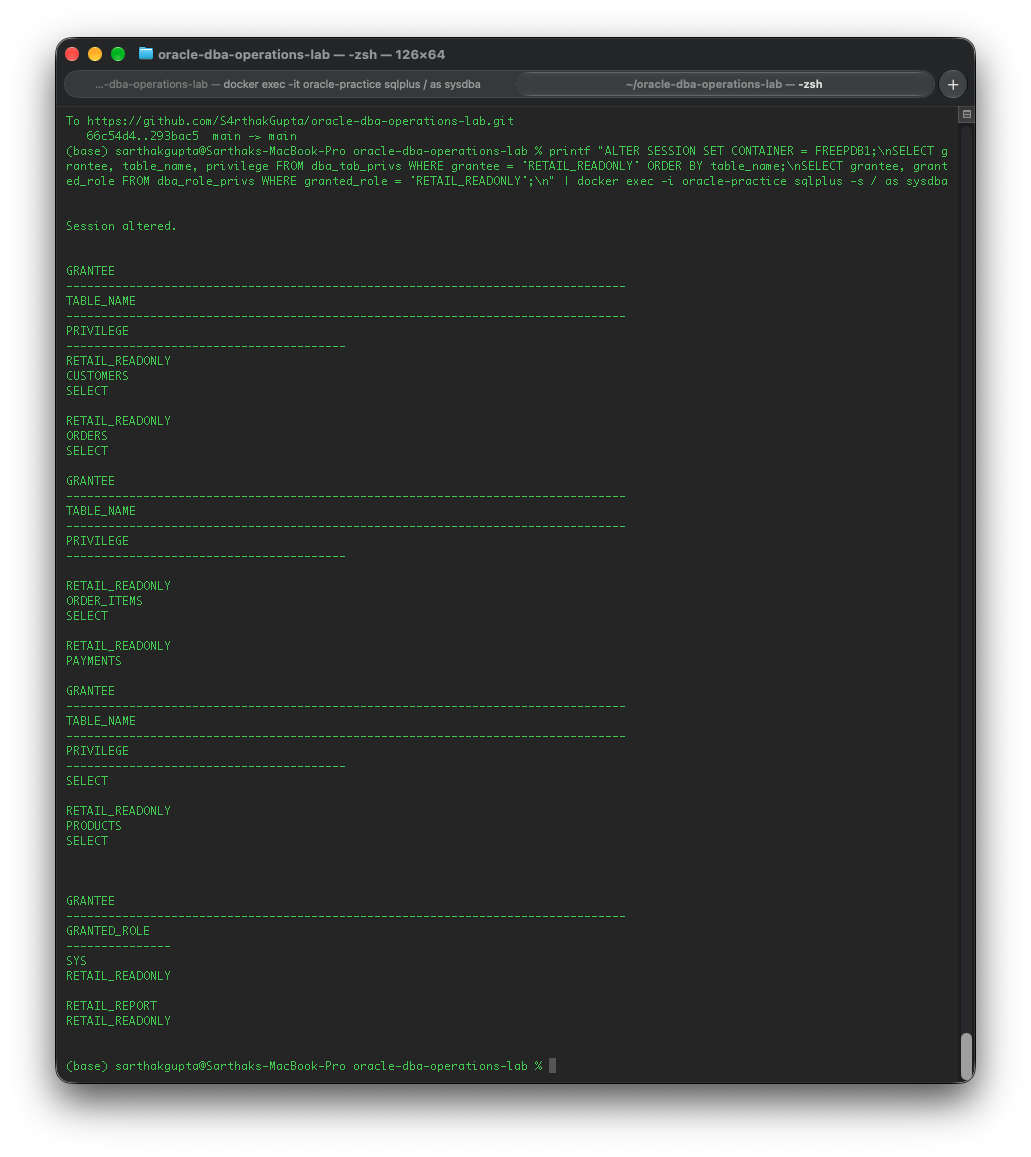 oracle-dba-operations-lab — -zsh — 126×64
...-dba-operations-lab — docker exec -it oracle-practice sqlplus / as sysdba
~/oracle-dba-operations-lab — -zsh
+
To https://github.com/S4rthakGupta/oracle-dba-operations-lab.git
   66c54d4..293bac5  main -> main
(base) sarthakgupta@Sarthaks-MacBook-Pro oracle-dba-operations-lab % printf "ALTER SESSION SET CONTAINER = FREEPDB1;\nSELECT g
rantee, table_name, privilege FROM dba_tab_privs WHERE grantee = 'RETAIL_READONLY' ORDER BY table_name;\nSELECT grantee, grant
ed_role FROM dba_role_privs WHERE granted_role = 'RETAIL_READONLY';\n" | docker exec -i oracle-practice sqlplus -s / as sysdba
Session altered.
GRANTEE
--------------------------------------------------------------------------------
TABLE_NAME
--------------------------------------------------------------------------------
PRIVILEGE
----------------------------------------
RETAIL_READONLY
CUSTOMERS
SELECT
RETAIL_READONLY
ORDERS
SELECT
GRANTEE
--------------------------------------------------------------------------------
TABLE_NAME
--------------------------------------------------------------------------------
PRIVILEGE
----------------------------------------
RETAIL_READONLY
ORDER_ITEMS
SELECT
RETAIL_READONLY
PAYMENTS
GRANTEE
--------------------------------------------------------------------------------
TABLE_NAME
--------------------------------------------------------------------------------
PRIVILEGE
----------------------------------------
SELECT
RETAIL_READONLY
PRODUCTS
SELECT
GRANTEE
--------------------------------------------------------------------------------
GRANTED_ROLE
---------------
SYS
RETAIL_READONLY
RETAIL_REPORT
RETAIL_READONLY
(base) sarthakgupta@Sarthaks-MacBook-Pro oracle-dba-operations-lab %